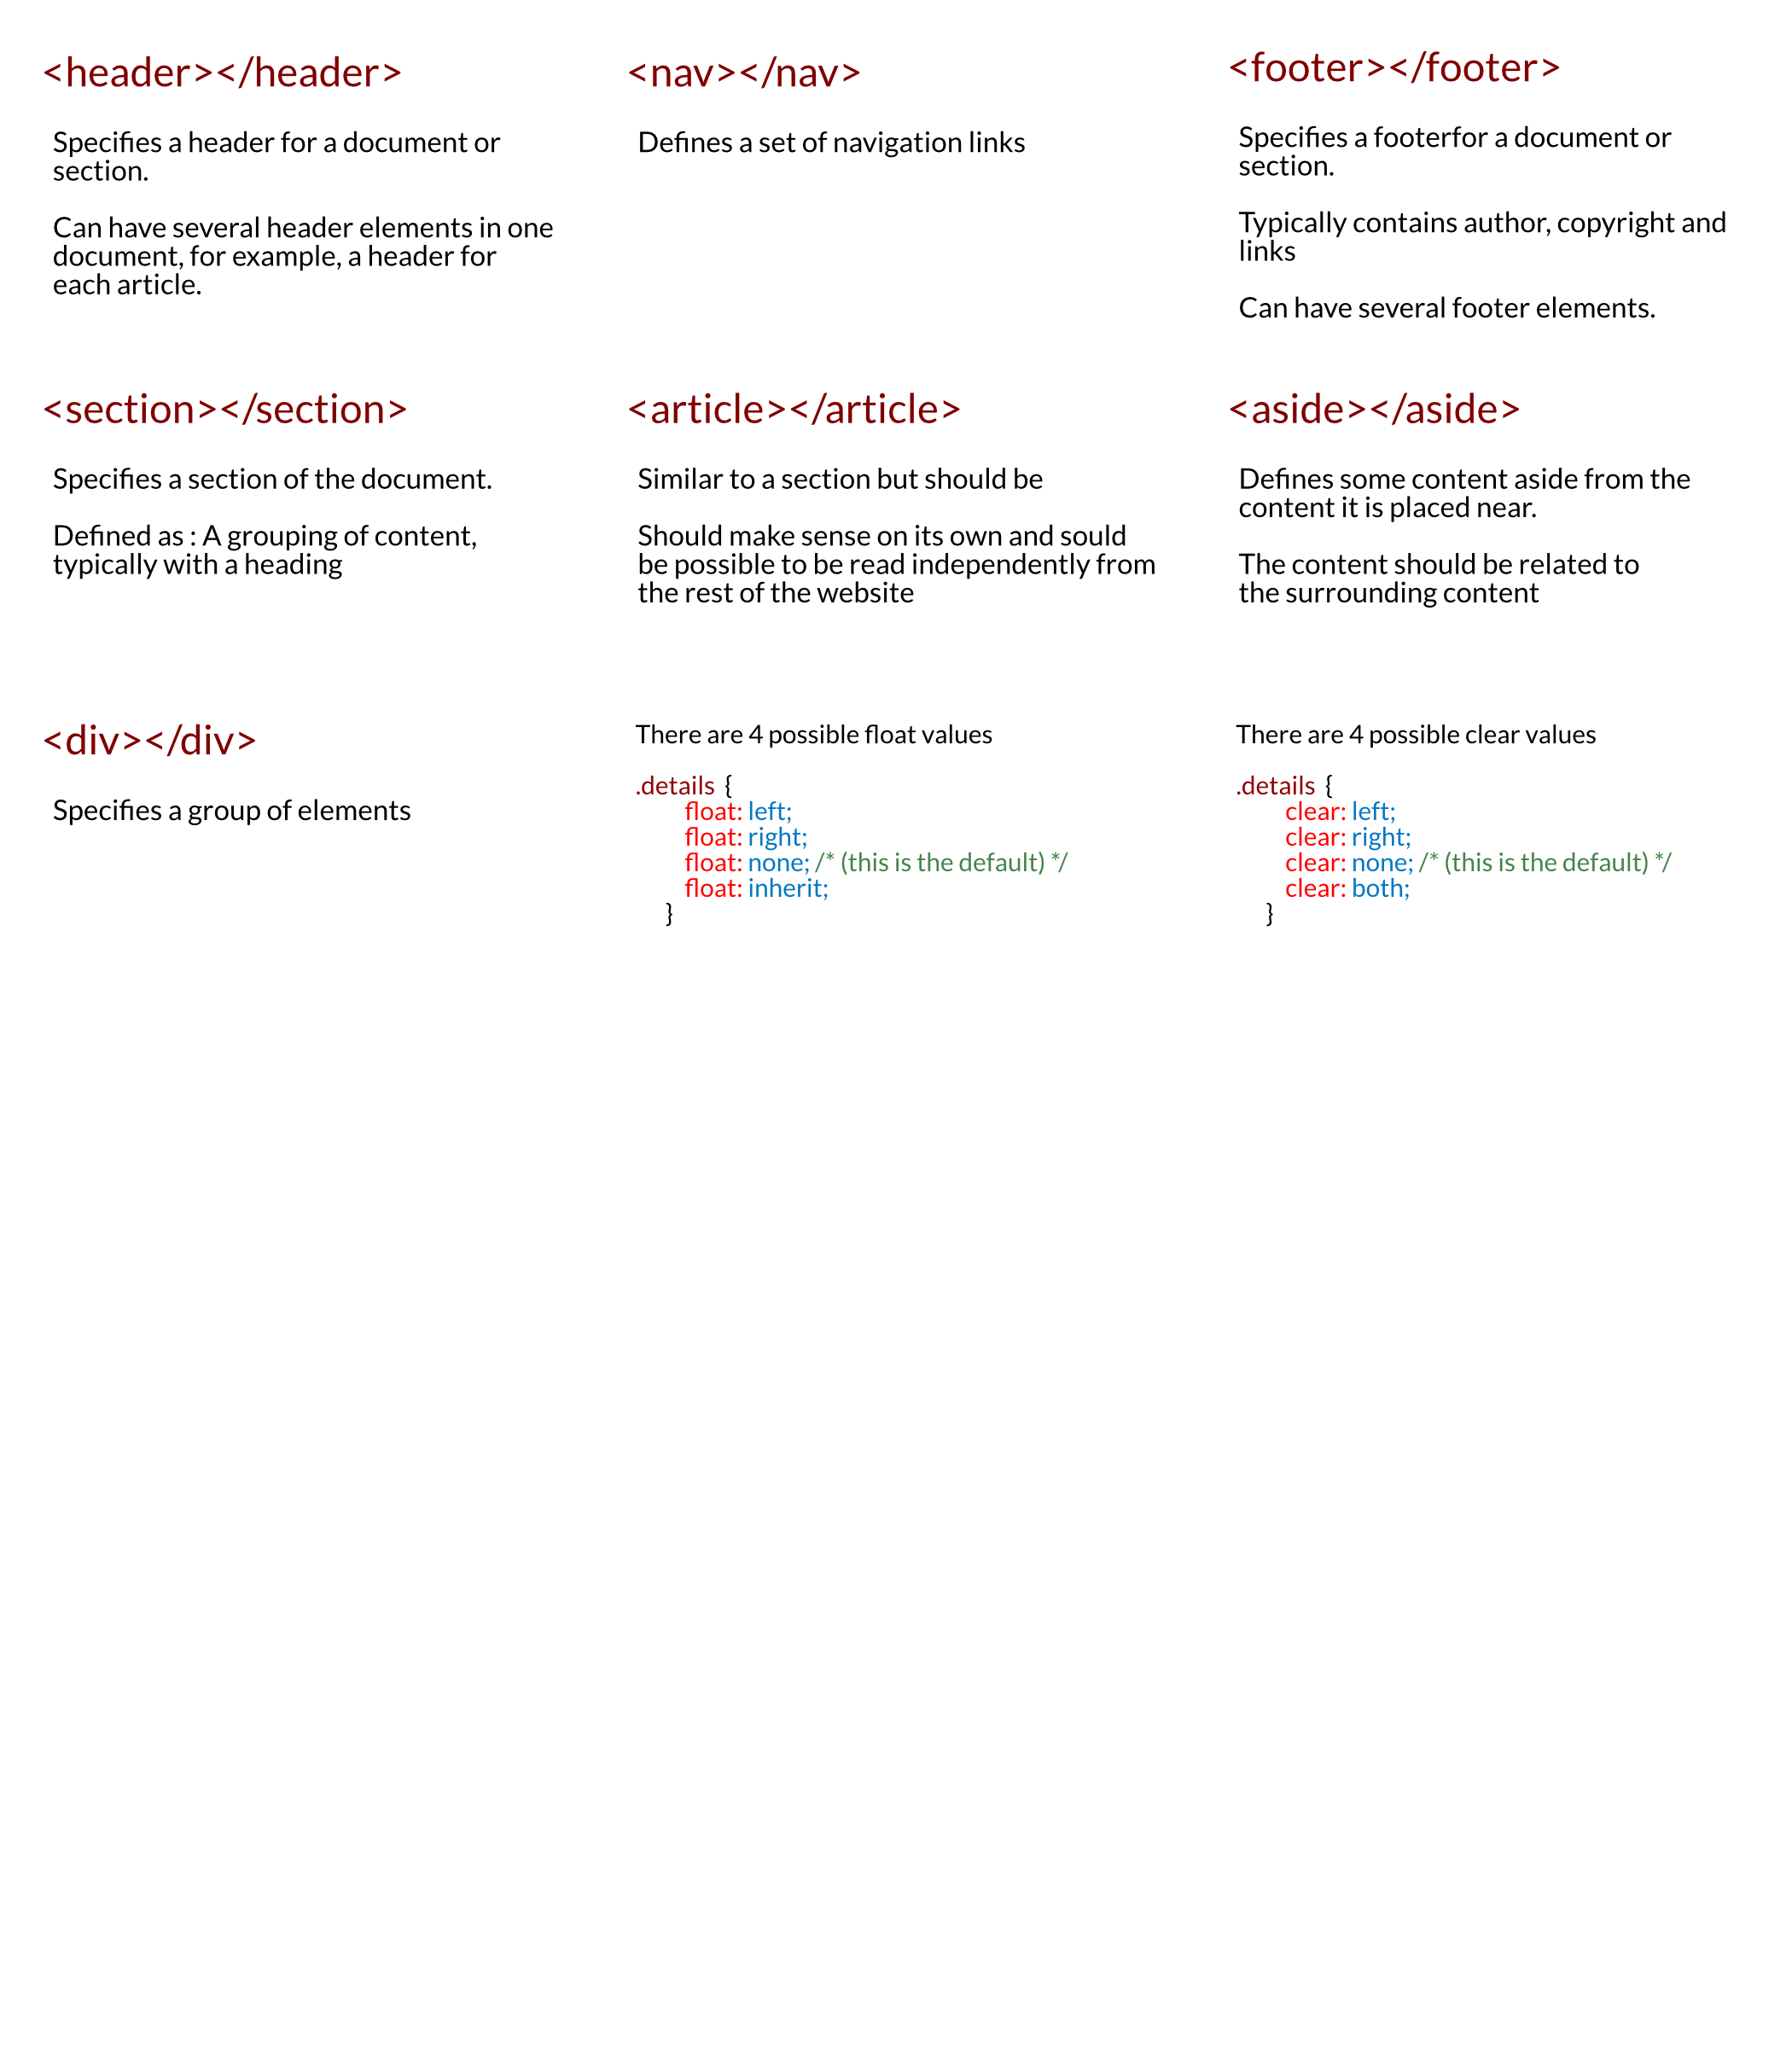 <header></header>
Specifies a header for a document or
section.
Can have several header elements in one
document, for example, a header for
each article.
<nav></nav>
Defines a set of navigation links
<footer></footer>
Specifies a footerfor a document or
section.
Typically contains author, copyright and
links
Can have several footer elements.
<section></section>
Specifies a section of the document.
Defined as : A grouping of content,
typically with a heading
<article></article>
Similar to a section but should be
Should make sense on its own and sould
be possible to be read independently from
the rest of the website
<aside></aside>
Defines some content aside from the
content it is placed near.
The content should be related to
the surrounding content
<div></div>
Specifies a group of elements
There are 4 possible float values
.details {
float: left;
float: right;
float: none; /* (this is the default) */
float: inherit;
}
There are 4 possible clear values
.details {
clear: left;
clear: right;
clear: none; /* (this is the default) */
clear: both;
}